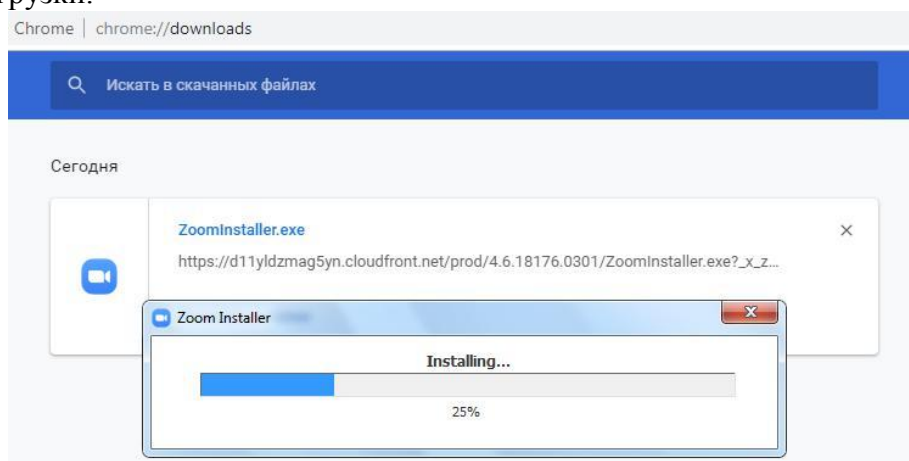 Chrome | chrome://downloads
Искать в скачанных файлах
Сегодня
ZoomInstaller.exe
https://d11yldzmag5yn.cloudfront.net/prod/4.6.18176.0301/ZoomInstaller.exe?_x_z...
Zoom Installer
Installing...
25%